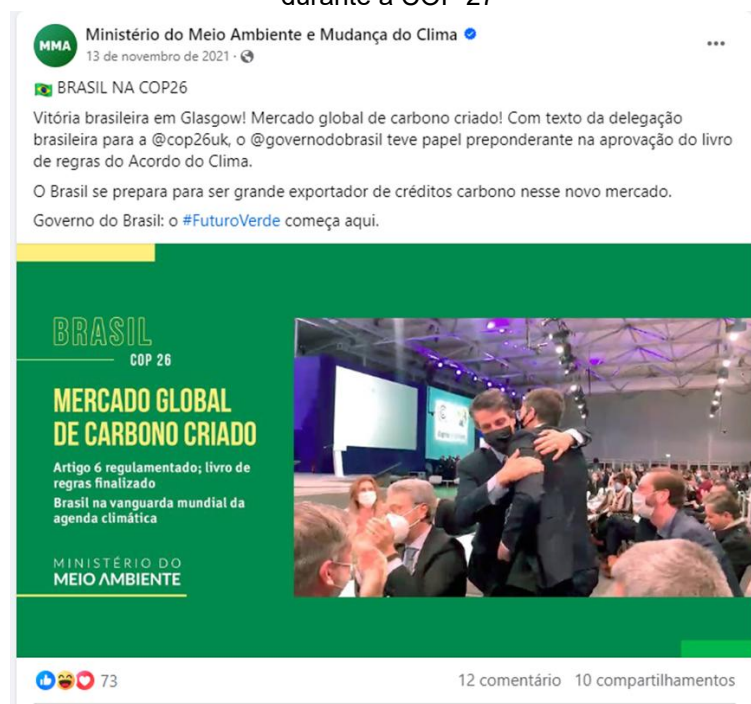 durante a COP 27
MMA
Ministério do Meio Ambiente e Mudança do Clima
13 de novembro de 2021 ·
BRASIL NA COP26
Vitória brasileira em Glasgow! Mercado global de carbono criado! Com texto da delegação
brasileira para a @cop26uk, o @governodobrasil teve papel preponderante na aprovação do livro
de regras do Acordo do Clima.
O Brasil se prepara para ser grande exportador de créditos carbono nesse novo mercado.
Governo do Brasil: o #FuturoVerde começa aqui.
BRASIL
COP 26
MERCADO GLOBAL
DE CARBONO CRIADO
Artigo 6 regulamentado; livro de
regras finalizado
Brasil na vanguarda mundial da
agenda climática
MINISTÉRIO DO
MEIO AMBIENTE
73
12 comentário 10 compartilhamentos